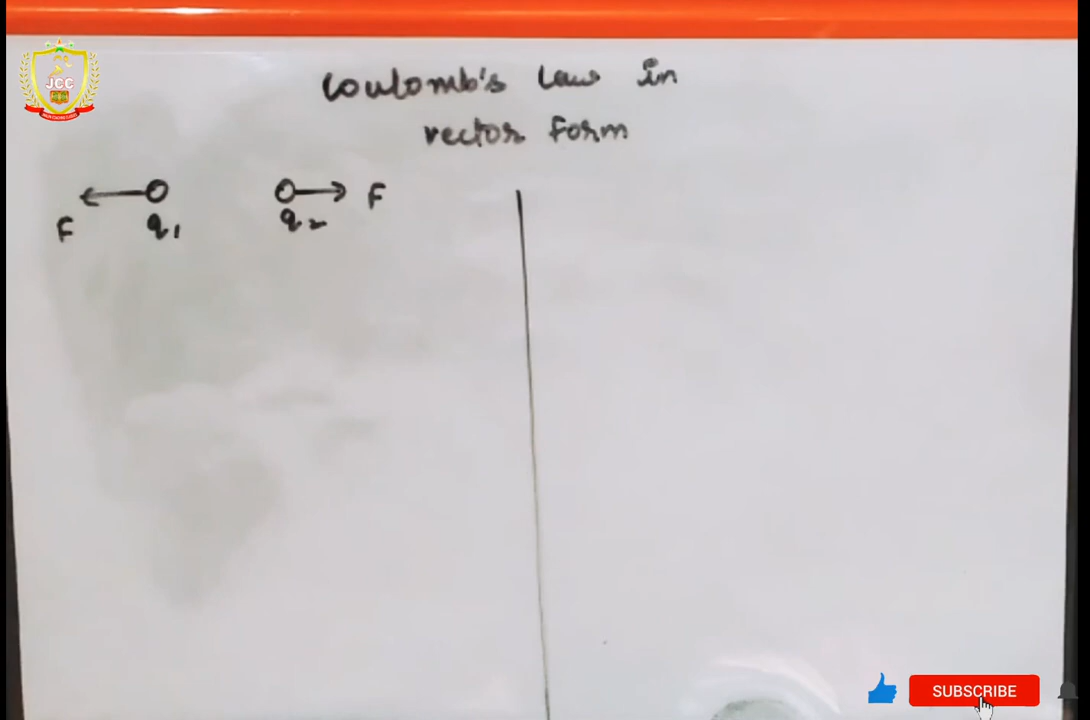 JCC
Coulomb's Law in
vector form
F
q1
q2
F
SUBSCRIBE